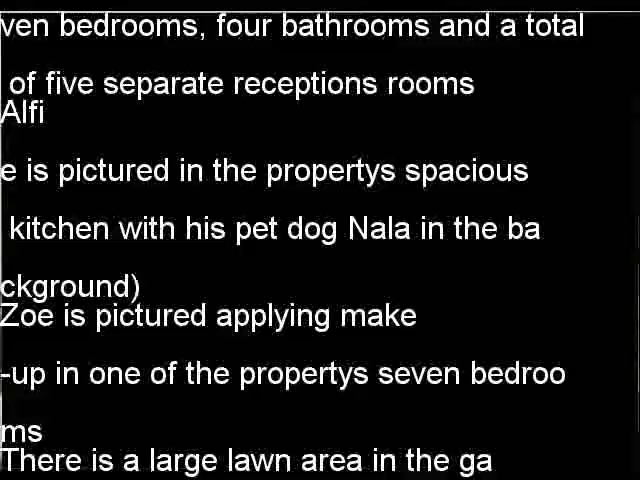 ven bedrooms, four bathrooms and a total
of five separate receptions rooms
Alfi
e is pictured in the propertys spacious
kitchen with his pet dog Nala in the ba
ckground)
Zoe is pictured applying make
-up in one of the propertys seven bedroo
ms
There is a large lawn area in the ga